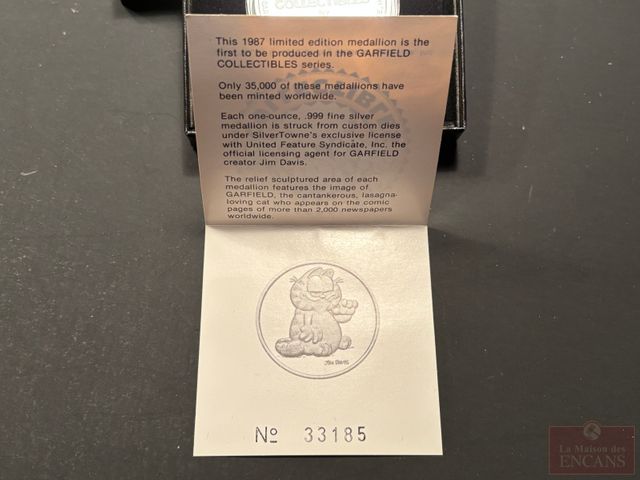 COLLECTIBLES
This 1987 limited edition medallion is the
first to be produced in the GARFIELD
COLLECTIBLES series.
Only 35,000 of these medallions have
been minted worldwide.
Each one-ounce, .999 fine silver
medallion is struck from custom dies
under SilverTowne's exclusive license
with United Feature Syndicate, Inc. the
official licensing agent for GARFIELD
creator Jim Davis.
The relief sculptured area of each
medallion features the image of
GARFIELD, the cantankerous, lasagna-
loving cat who appears on the comic
pages of more than 2,000 newspapers
worldwide.
JIM DAVIS
Nº 33185
La Maison des
ENCANS